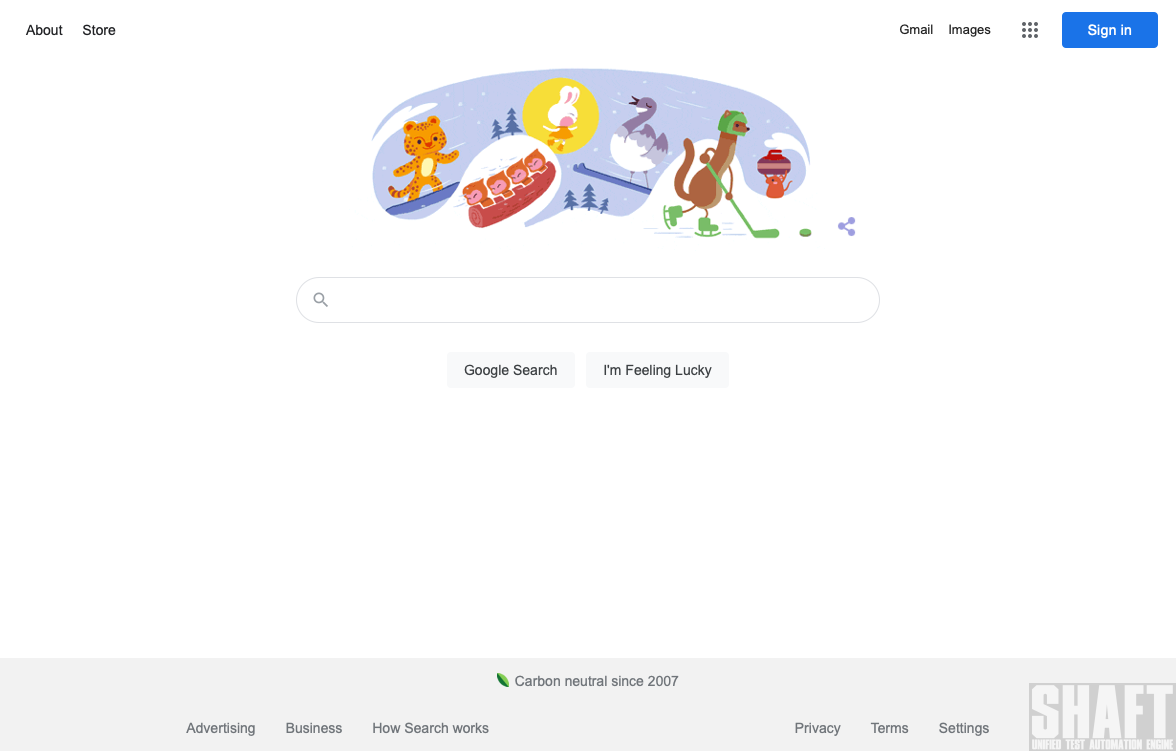 About Store
Gmail Images
Sign in
Google Search
I'm Feeling Lucky
Carbon neutral since 2007
Advertising Business How Search works
Privacy Terms Settings
SHAFT
UNIFIED TEST AUTOMATION ENGINE